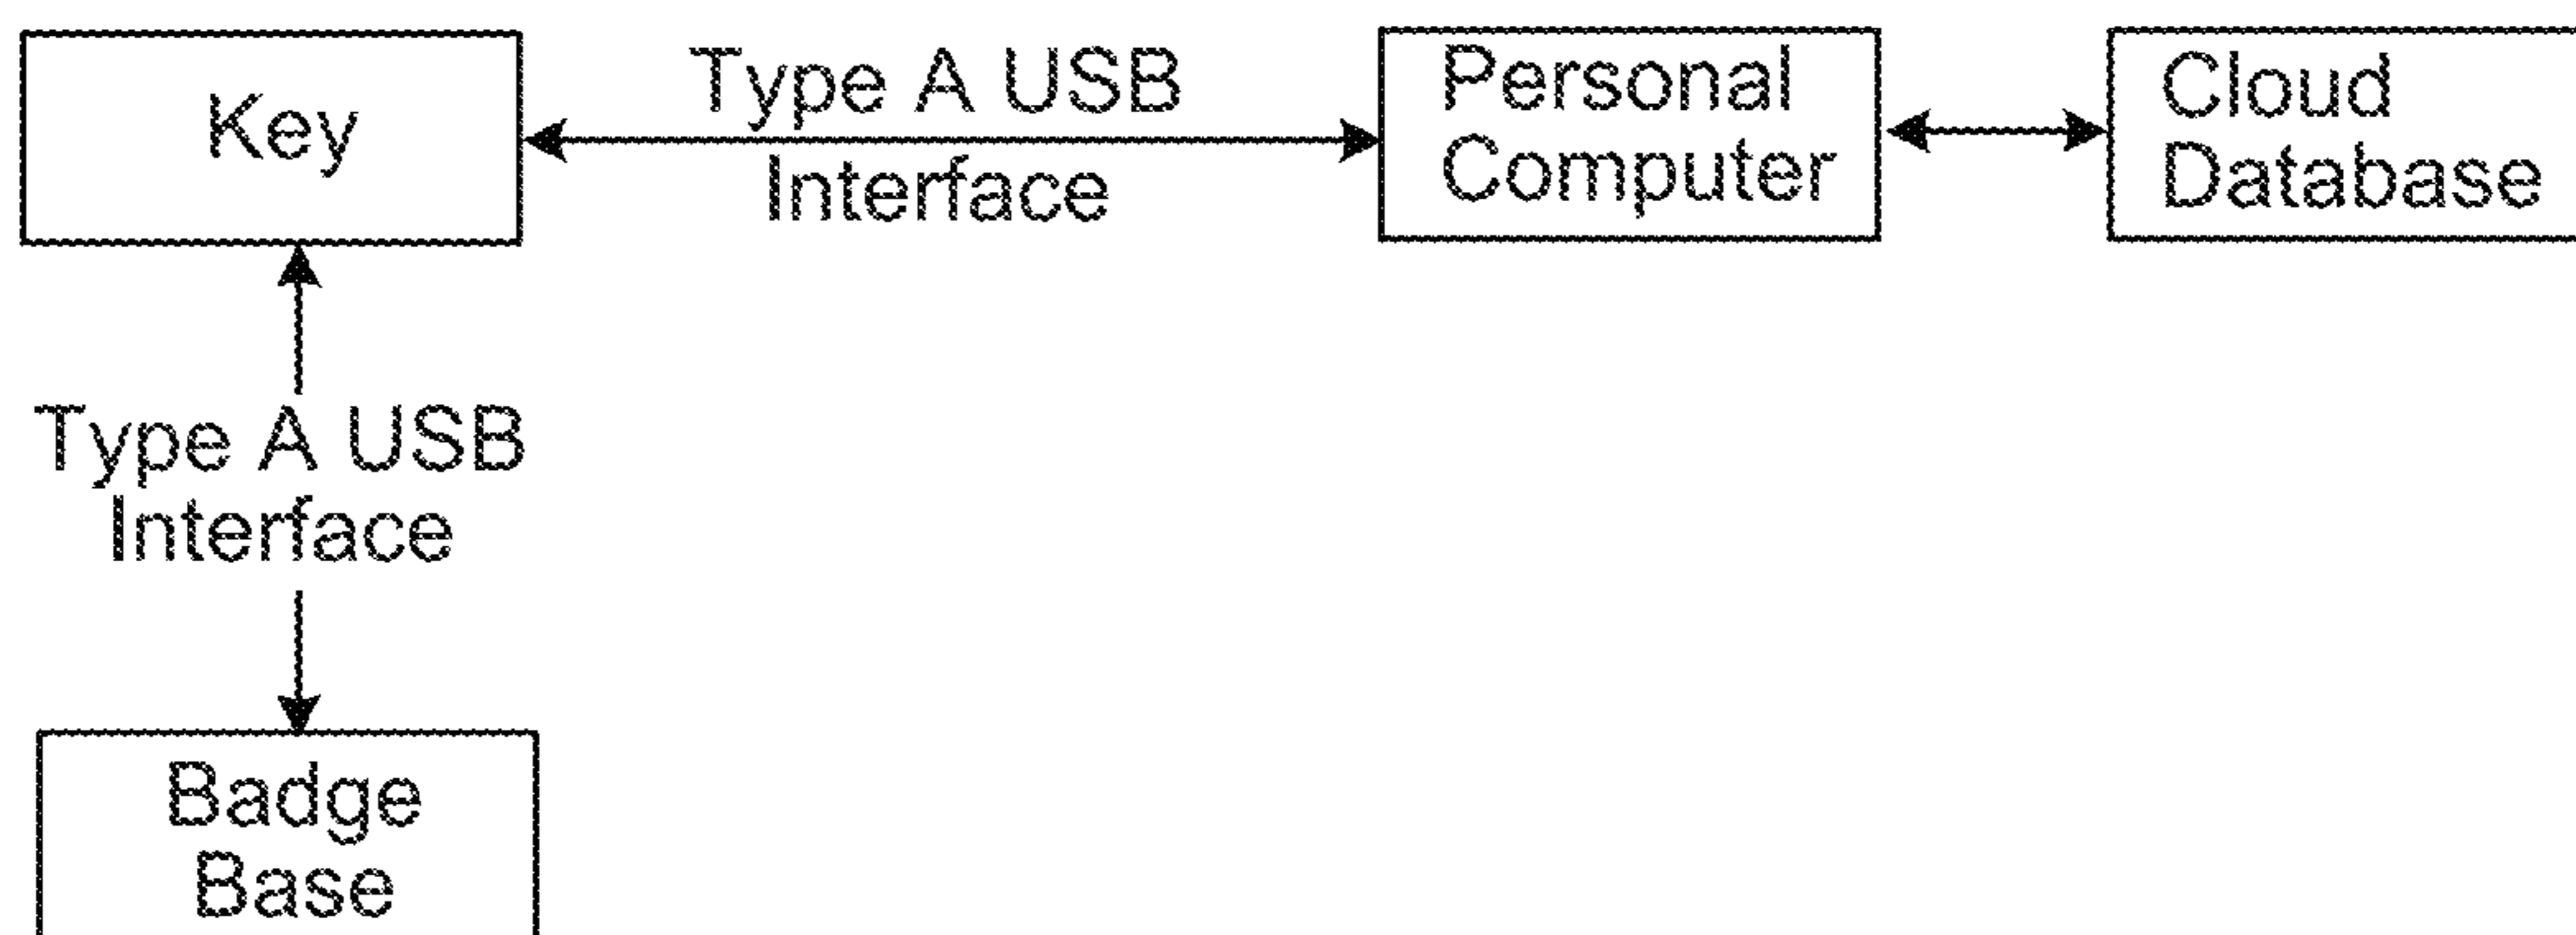 Key
Type A USB
Interface
Personal
Computer
Cloud
Database
Type A USB
Interface
Badge
Base